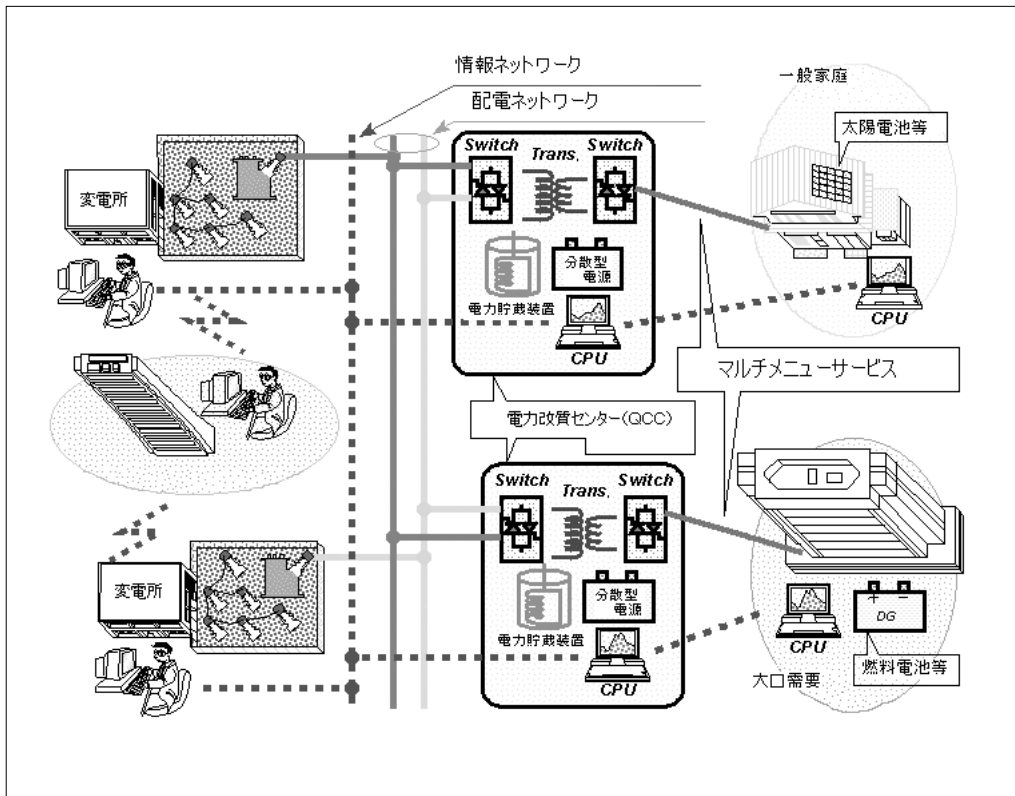 情報ネットワーク
配電ネットワーク
一般家庭
太陽電池等
変電所
Switch
Trans.
Switch
分散型
電源
電力貯蔵装置
CPU
CPU
マルチメニューサービス
電力改質センター(QCC)
変電所
Switch
Trans.
Switch
分散型
電源
電力貯蔵装置
CPU
CPU
+ −
DG
大口需要
燃料電池等